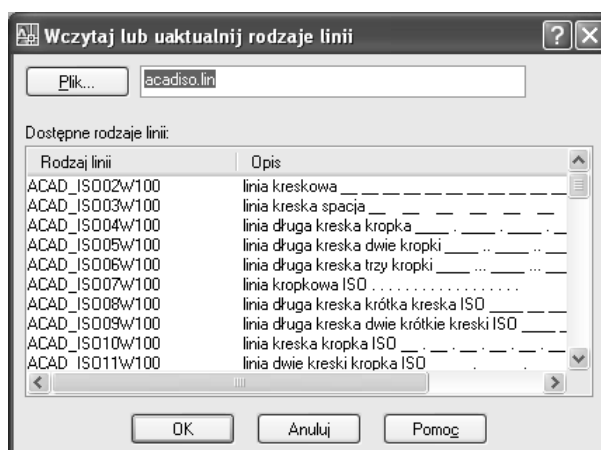 Wczytaj lub uaktualnij rodzaje linii
Plik... acadiso.lin
Dostępne rodzaje linii:
Rodzaj linii Opis
ACAD_ISO02W100 linia kreskowa __ __ __ __ __ __ __ __ __ __
ACAD_ISO03W100 linia kreska spacja __ __ __ __ __ __
ACAD_ISO04W100 linia długa kreska kropka ____ . ____ . ____ .
ACAD_ISO05W100 linia długa kreska dwie kropki ____ .. ____ ..
ACAD_ISO06W100 linia długa kreska trzy kropki ____ ... ____ ...
ACAD_ISO07W100 linia kropkowa ISO . . . . . . . . . . . . . . . . . .
ACAD_ISO08W100 linia długa kreska krótka kreska ISO ____ __ ____
ACAD_ISO09W100 linia długa kreska dwie krótkie kreski ISO ____ __
ACAD_ISO10W100 linia kreska kropka ISO __ . __ . __ . __ . __ .
ACAD_ISO11W100 linia dwie kreski kropka ISO
OK Anuluj Pomoc